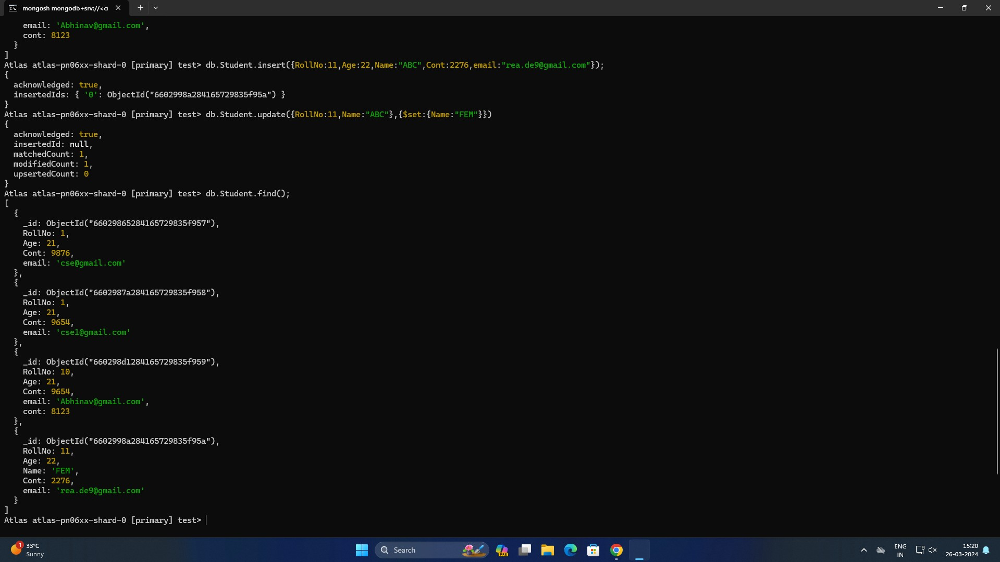 mongosh mongodb+srv://<cr
email: 'Abhinav@gmail.com',
cont: 8123
}
]
Atlas atlas-pn06xx-shard-0 [primary] test> db.Student.insert({RollNo:11,Age:22,Name:"ABC",Cont:2276,email:"rea.de9@gmail.com"});
{
acknowledged: true,
insertedIds: { '0': ObjectId("6602998a284165729835f95a") }
}
Atlas atlas-pn06xx-shard-0 [primary] test> db.Student.update({RollNo:11,Name:"ABC"},{$set:{Name:"FEM"}})
{
acknowledged: true,
insertedId: null,
matchedCount: 1,
modifiedCount: 1,
upsertedCount: 0
}
Atlas atlas-pn06xx-shard-0 [primary] test> db.Student.find();
[
{
_id: ObjectId("66029865284165729835f957"),
RollNo: 1,
Age: 21,
Cont: 9876,
email: 'cse@gmail.com'
},
{
_id: ObjectId("6602987a284165729835f958"),
RollNo: 1,
Age: 21,
Cont: 9654,
email: 'cse1@gmail.com'
},
{
_id: ObjectId("660298d1284165729835f959"),
RollNo: 10,
Age: 21,
Cont: 9654,
email: 'Abhinav@gmail.com',
cont: 8123
},
{
_id: ObjectId("6602998a284165729835f95a"),
RollNo: 11,
Age: 22,
Name: 'FEM',
Cont: 2276,
email: 'rea.de9@gmail.com'
}
]
Atlas atlas-pn06xx-shard-0 [primary] test>
1
33°C
Sunny
Search
PRE
ENG
IN
15:20
26-03-2024